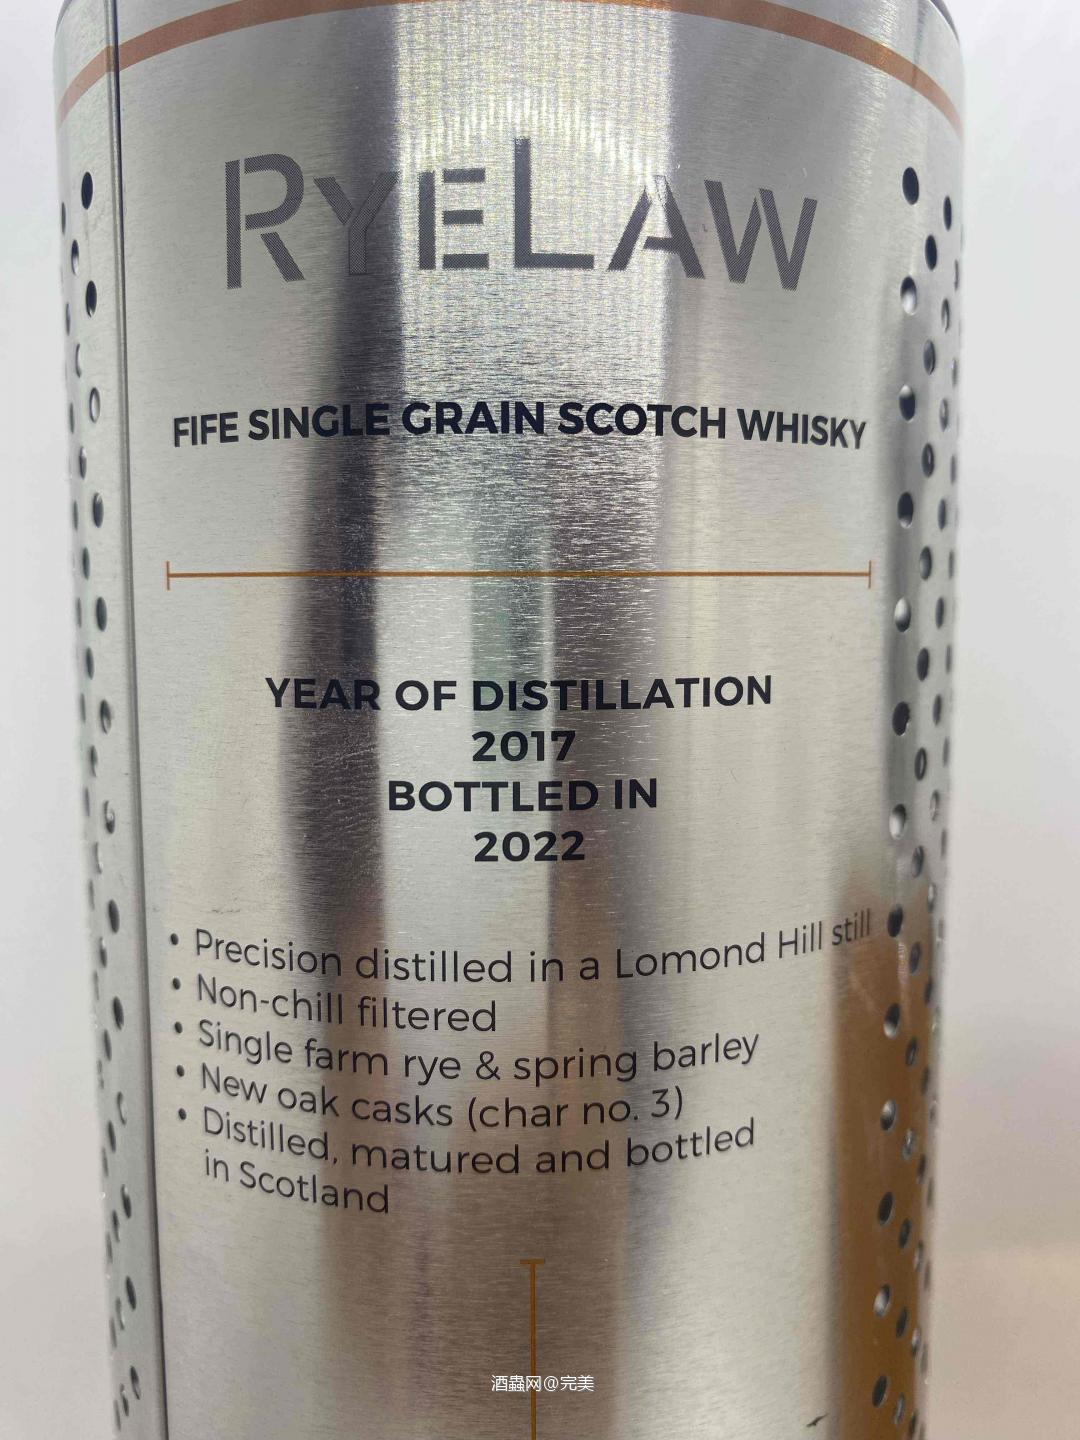 RYELAW
FIFE SINGLE GRAIN SCOTCH WHISKY
YEAR OF DISTILLATION
2017
BOTTLED IN
2022
• Precision distilled in a Lomond Hill still
• Non-chill filtered
• Single farm rye & spring barley
• New oak casks (char no. 3)
• Distilled, matured and bottled
in Scotland
酒蟲网@完美